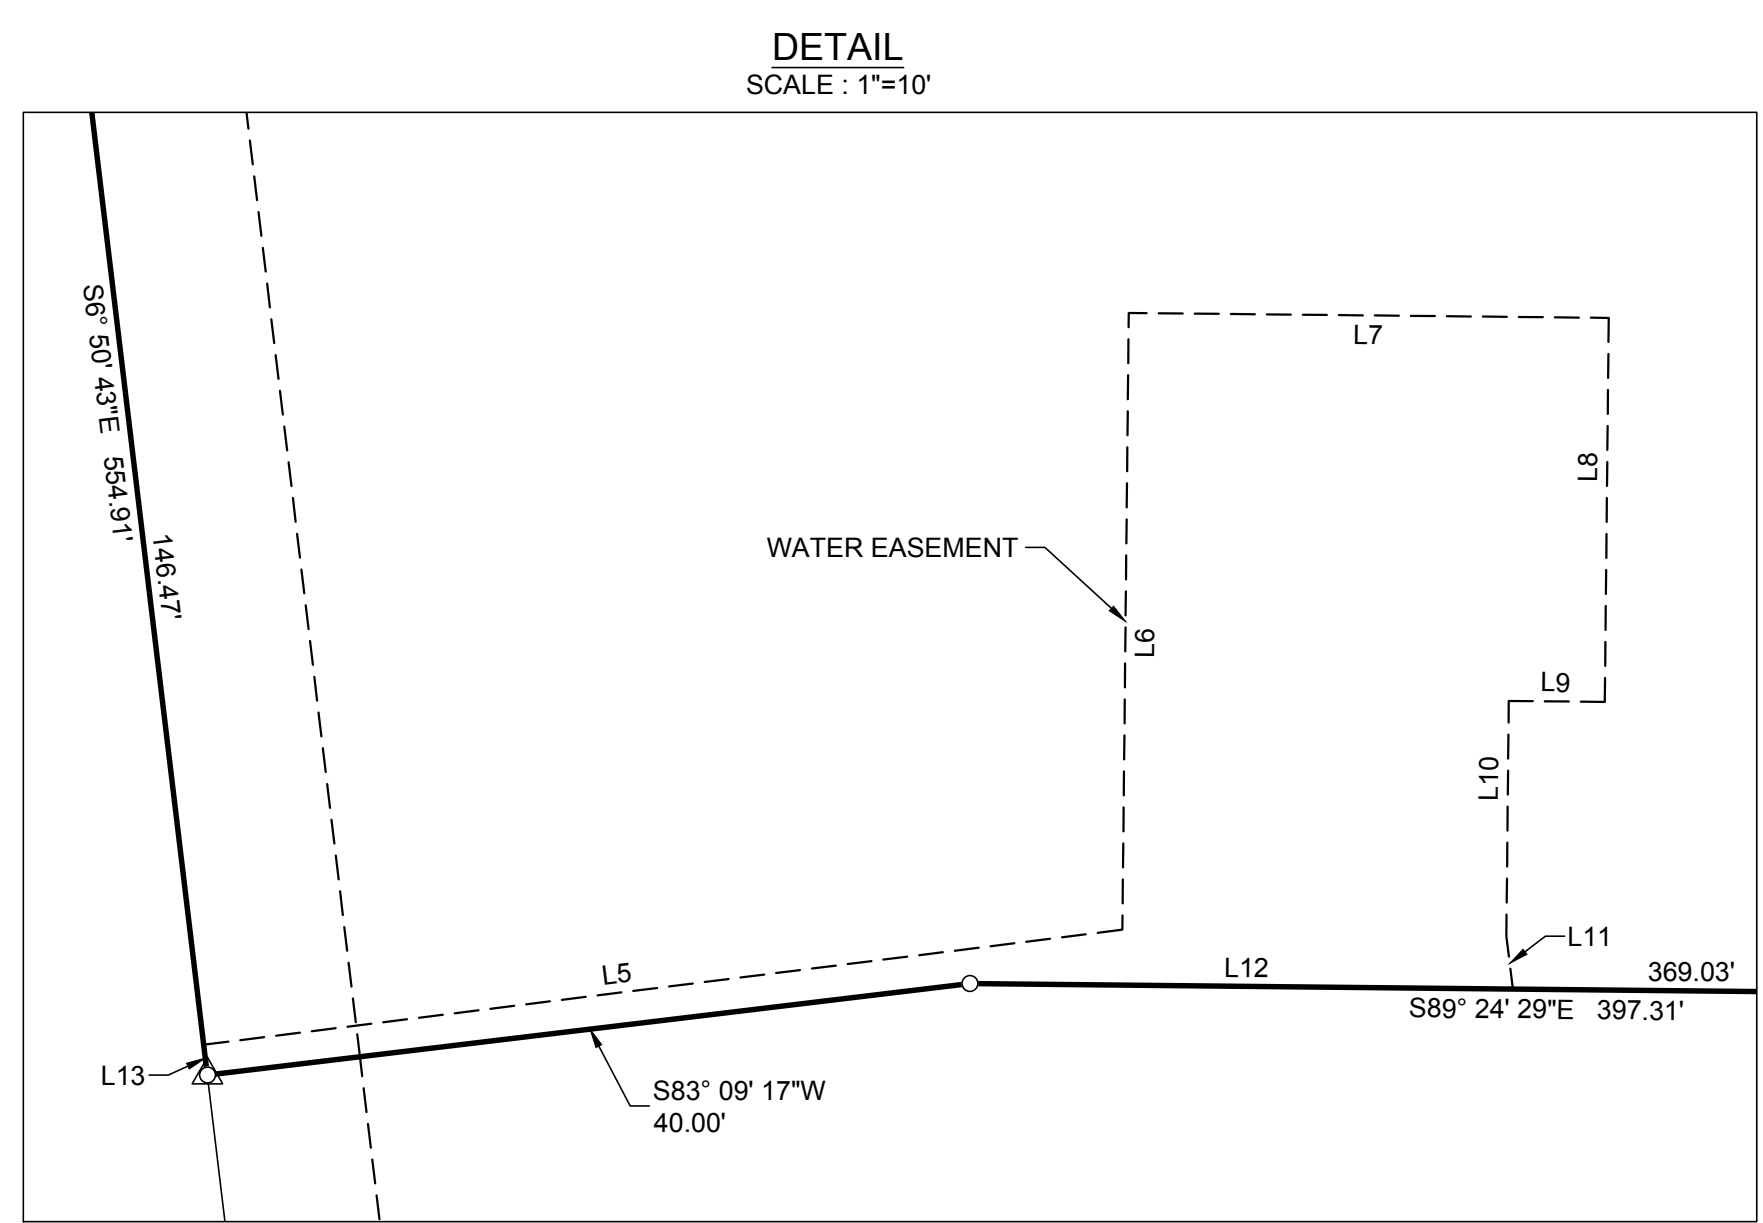 DETAIL
SCALE : 1"=10'
S6° 50' 43"E 554.91'
146.47'
L7
L8
WATER EASEMENT
L6
L9
L10
L11
L5
L12
369.03'
S89° 24' 29"E 397.31'
L13
S83° 09' 17"W
40.00'